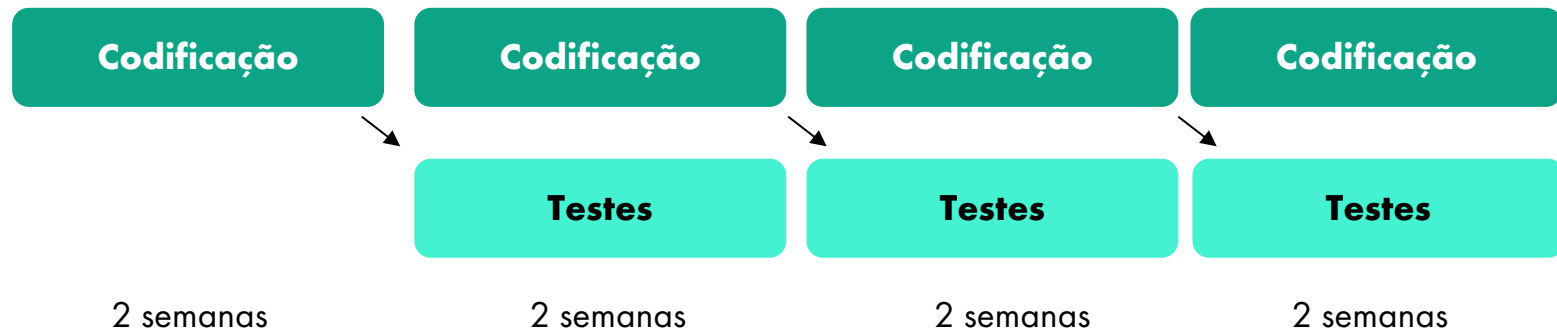 Codificação Codificação Codificação Codificação
Testes Testes Testes
2 semanas 2 semanas 2 semanas 2 semanas